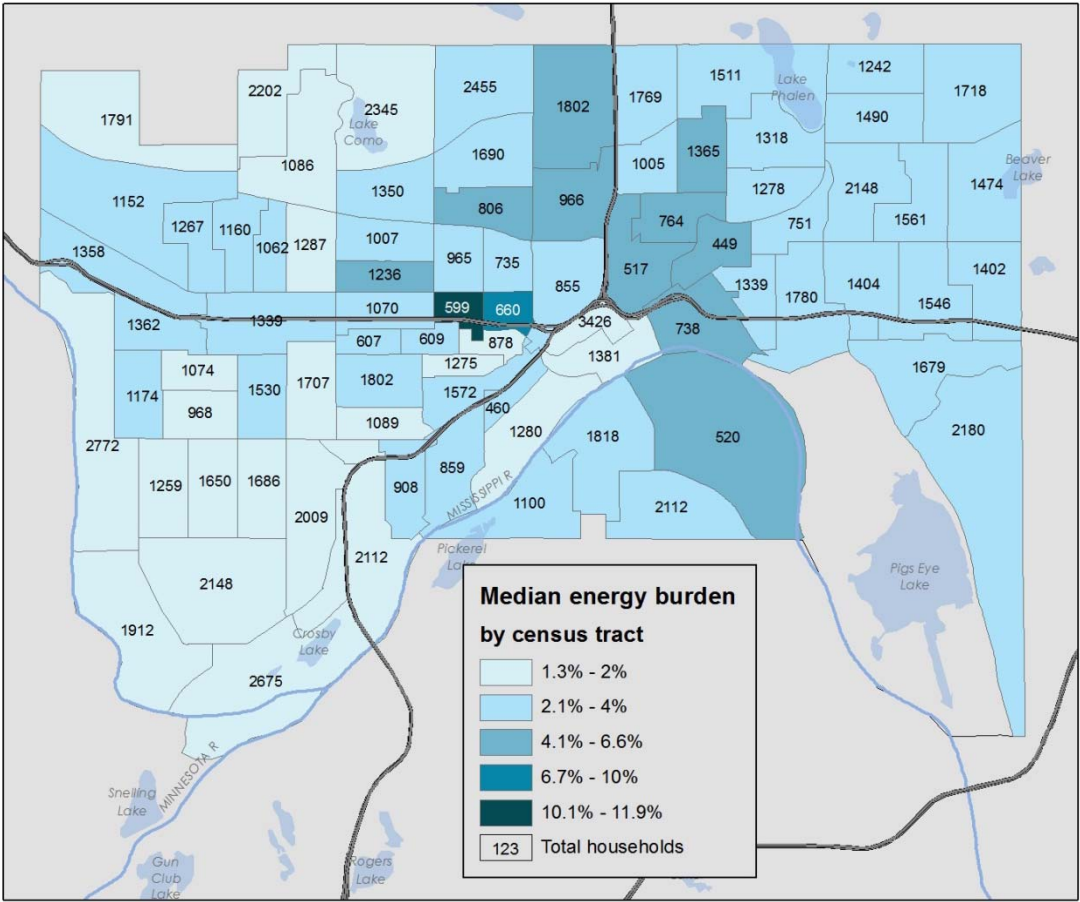 1242
2455
1511
1718
2202
Lake
Phalen
1769
1802
2345
1791
1490
Lake
Como
1318
1365
1690
1005
1086
Beaver
Lake
1474
1278
2148
1350
1152
966
806
764
1561
751
1267
1160
1007
1062
1287
449
1358
965
735
517
1402
1236
855
1339
1404
1780
1546
1070
599
660
1362
1339
3426
738
607
609
878
1381
1275
1679
1074
1802
1174
1530
1707
1572
460
968
1089
2180
1280
1818
520
2772
859
1259
1650
1686
908
MISSISSIPPI R
1100
2112
2009
Pickerel
Lake
2112
Pigs Eye
Lake
2148
1912
Crosby
Lake
2675
MINNESOTA R
Snelling
Lake
Gun
Club
Lake
Rogers
Lake
Median energy burden
by census tract
1.3% - 2%
2.1% - 4%
4.1% - 6.6%
6.7% - 10%
10.1% - 11.9%
123 Total households